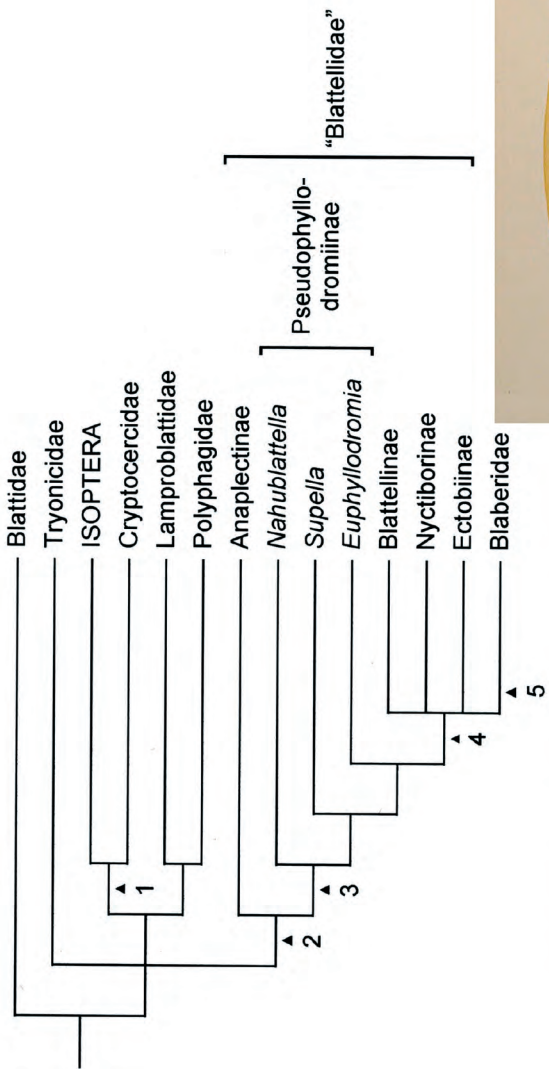 Blattidae
Tryonicidae
ISOPTERA
Cryptocercidae
Lamproblattidae
Polyphagidae
Anaplectinae
Nahublattella
Supella
Euphyllodromia
Blattellinae
Nyctiborinae
Ectobiinae
Blaberidae
Pseudophyllo-
dromiinae
"Blattellidae"
1
2
3
4
5